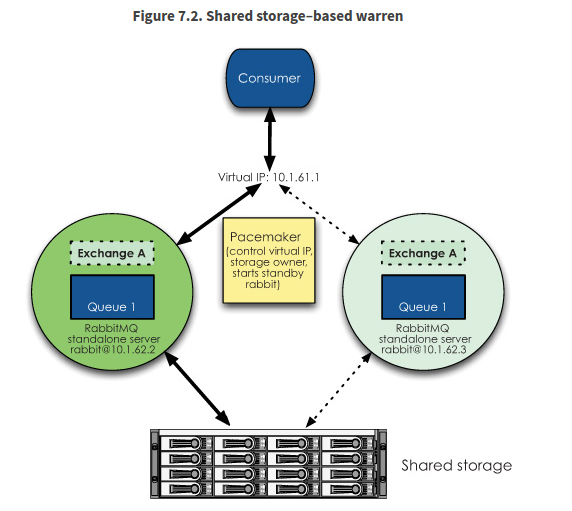 Figure 7.2. Shared storage–based warren
Consumer
Virtual IP: 10.1.61.1
Pacemaker
(control virtual IP,
storage owner,
starts standby
rabbit)
Exchange A
Queue 1
RabbitMQ
standalone server
rabbit@10.1.62.2
Exchange A
Queue 1
RabbitMQ
standalone server
rabbit@10.1.62.3
Shared storage